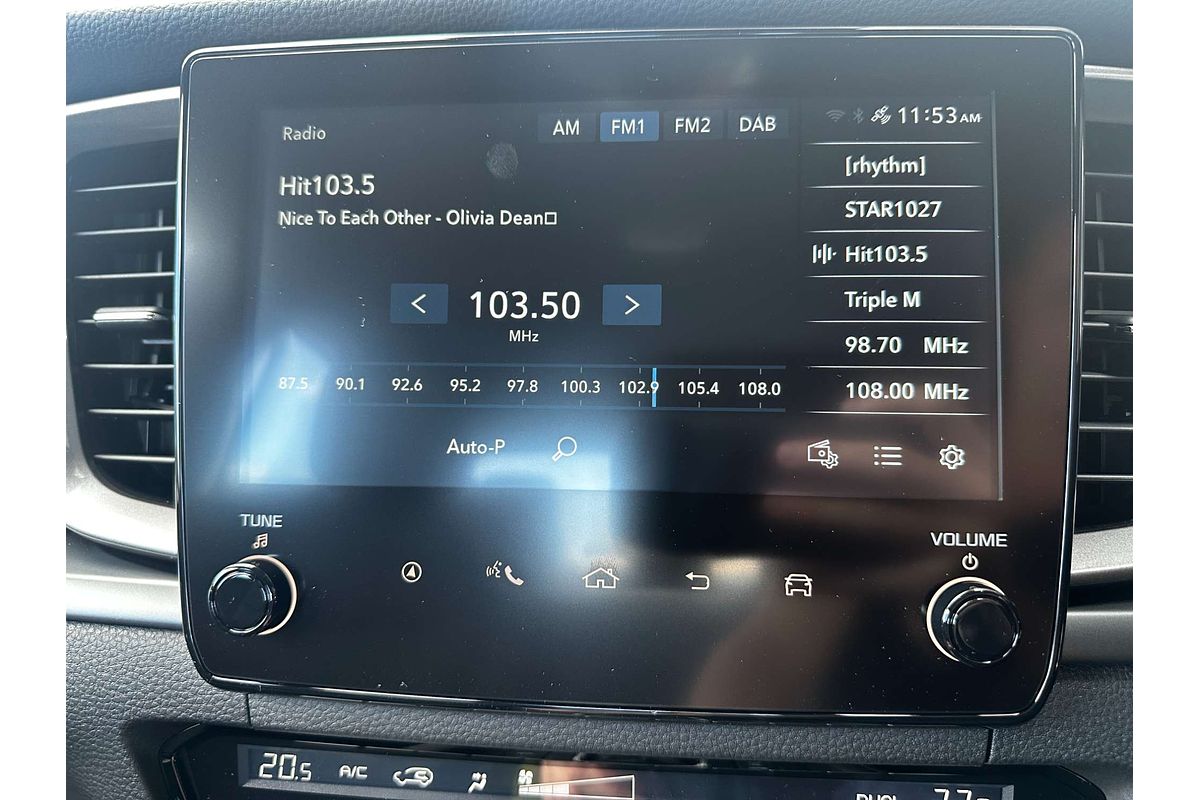 Radio
AM FM1 FM2 DAB
11:53AM
Hit103.5
Nice To Each Other - Olivia Dean□
< 103.50 >
MHz
87.5 90.1 92.6 95.2 97.8 100.3 102.9 105.4 108.0
Auto-P
[rhythm]
STAR1027
Hit103.5
Triple M
98.70 MHz
108.00 MHz
TUNE
VOLUME
20.5 A/C